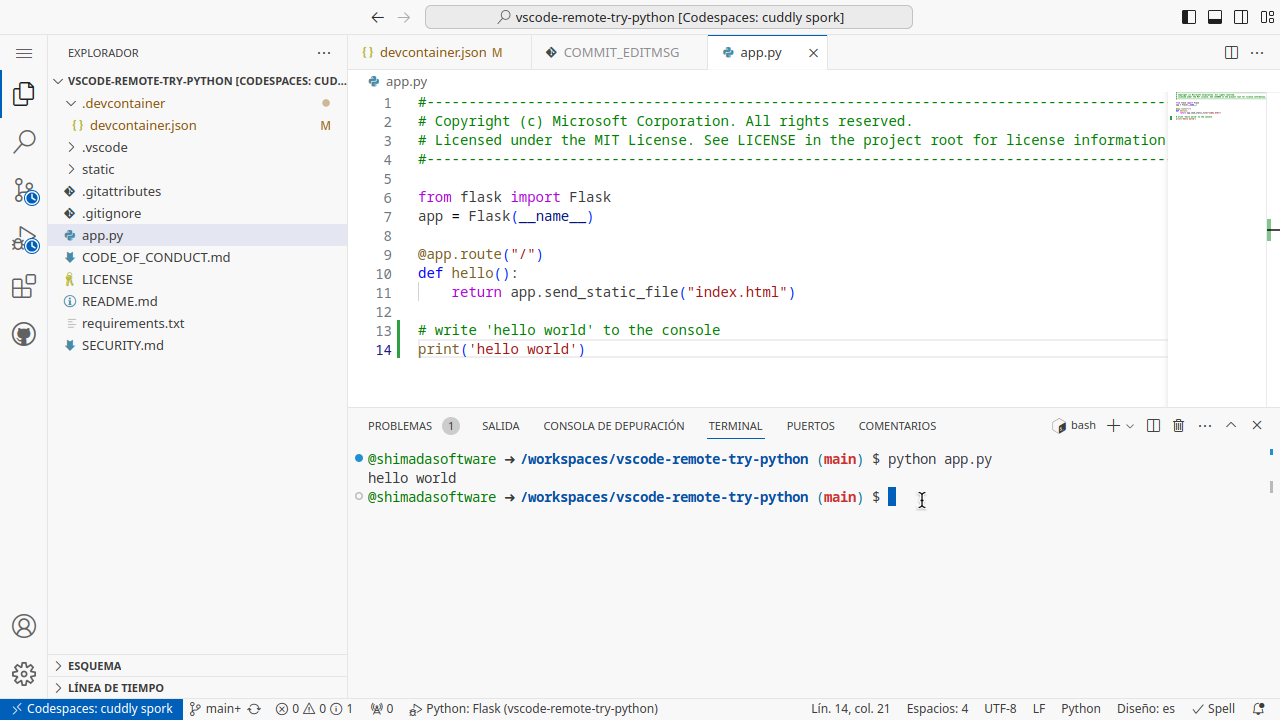 vscode-remote-try-python [Codespaces: cuddly spork]
EXPLORADOR
VSCODE-REMOTE-TRY-PYTHON [CODESPACES: CUD...
.devcontainer
devcontainer.json M
.vscode
static
.gitattributes
.gitignore
app.py
CODE_OF_CONDUCT.md
LICENSE
README.md
requirements.txt
SECURITY.md
ESQUEMA
LÍNEA DE TIEMPO
devcontainer.json M
COMMIT_EDITMSG
app.py
app.py
1 #----------------------------------------------------------------------------------------
2 # Copyright (c) Microsoft Corporation. All rights reserved.
3 # Licensed under the MIT License. See LICENSE in the project root for license information
4 #----------------------------------------------------------------------------------------
5
6 from flask import Flask
7 app = Flask(__name__)
8
9 @app.route("/")
10 def hello():
11     return app.send_static_file("index.html")
12
13 # write 'hello world' to the console
14 print('hello world')
PROBLEMAS 1 SALIDA CONSOLA DE DEPURACIÓN TERMINAL PUERTOS COMENTARIOS bash
@shimadasoftware ➜ /workspaces/vscode-remote-try-python (main) $ python app.py
hello world
@shimadasoftware ➜ /workspaces/vscode-remote-try-python (main) $
Codespaces: cuddly spork main+ 0 0 1 0 Python: Flask (vscode-remote-try-python) Lín. 14, col. 21 Espacios: 4 UTF-8 LF Python Diseño: es Spell